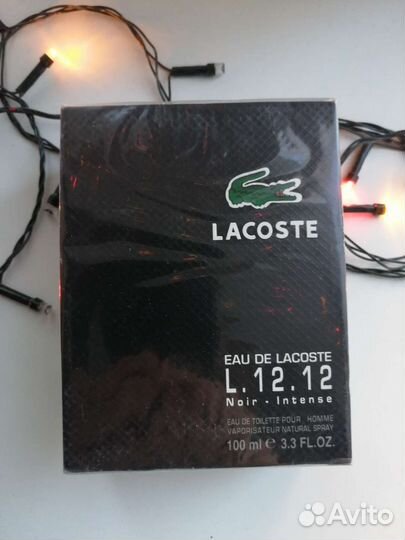 LACOSTE
EAU DE LACOSTE
L.12.12
Noir - Intense
EAU DE TOILETTE POUR HOMME
VAPORISATEUR NATURAL SPRAY
100 ml e 3.3 FL.OZ.
Avito